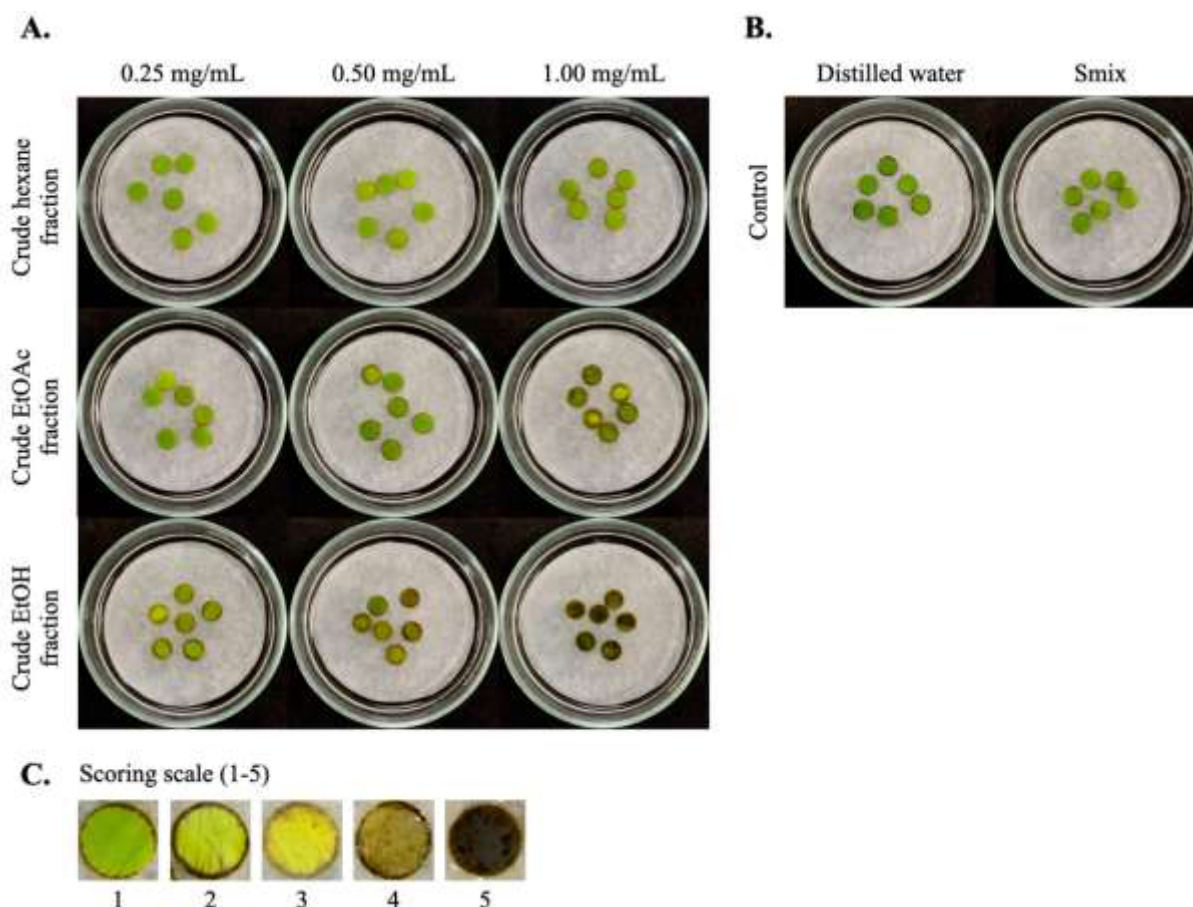 A.
0.25 mg/mL 0.50 mg/mL 1.00 mg/mL
Crude hexane
fraction
Crude EtOAc
fraction
Crude EtOH
fraction
B.
Distilled water Smix
Control
C. Scoring scale (1-5)
1 2 3 4 5